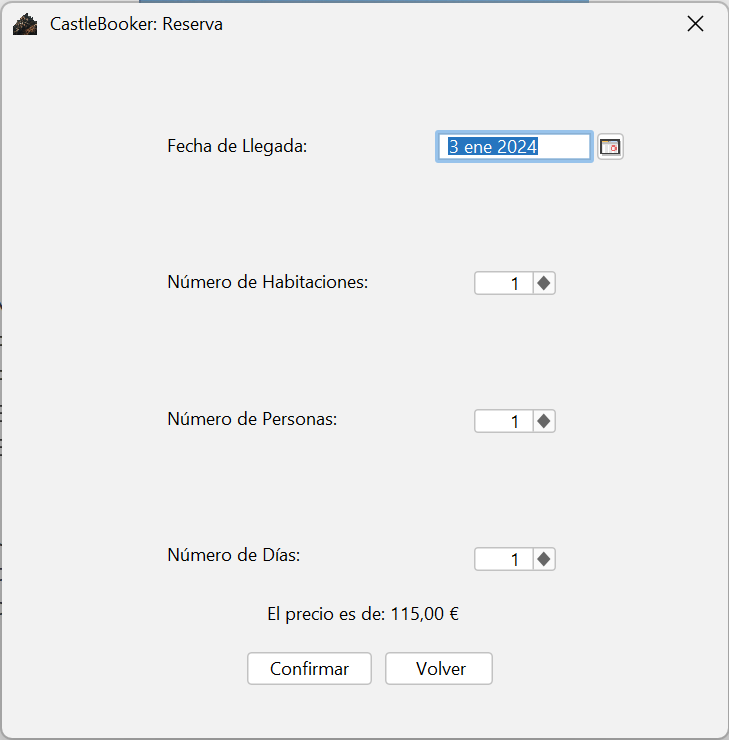 CastleBooker: Reserva
Fecha de Llegada: 3 ene 2024
Número de Habitaciones: 1
Número de Personas: 1
Número de Días: 1
El precio es de: 115,00 €
Confirmar Volver